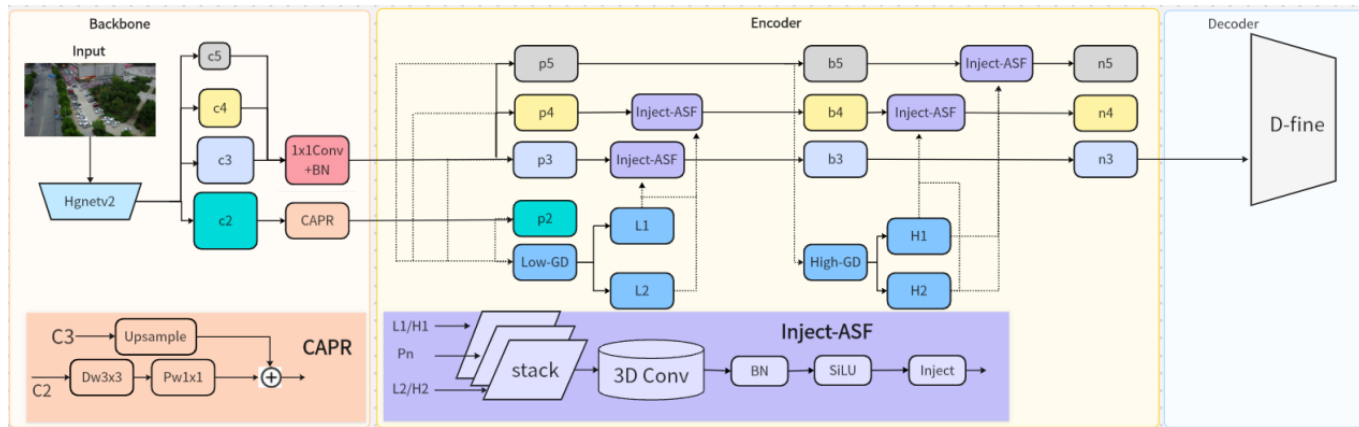 Backbone
Encoder
Decoder
Input
c5
c4
c3
c2
Hgnetv2
1x1Conv
+BN
CAPR
p5
p4
p3
p2
Low-GD
Inject-ASF
Inject-ASF
L1
L2
b5
b4
b3
High-GD
Inject-ASF
Inject-ASF
H1
H2
n5
n4
n3
D-fine
C3
Upsample
CAPR
C2
Dw3x3
Pw1x1
+
L1/H1
Pn
L2/H2
stack
3D Conv
Inject-ASF
BN
SiLU
Inject